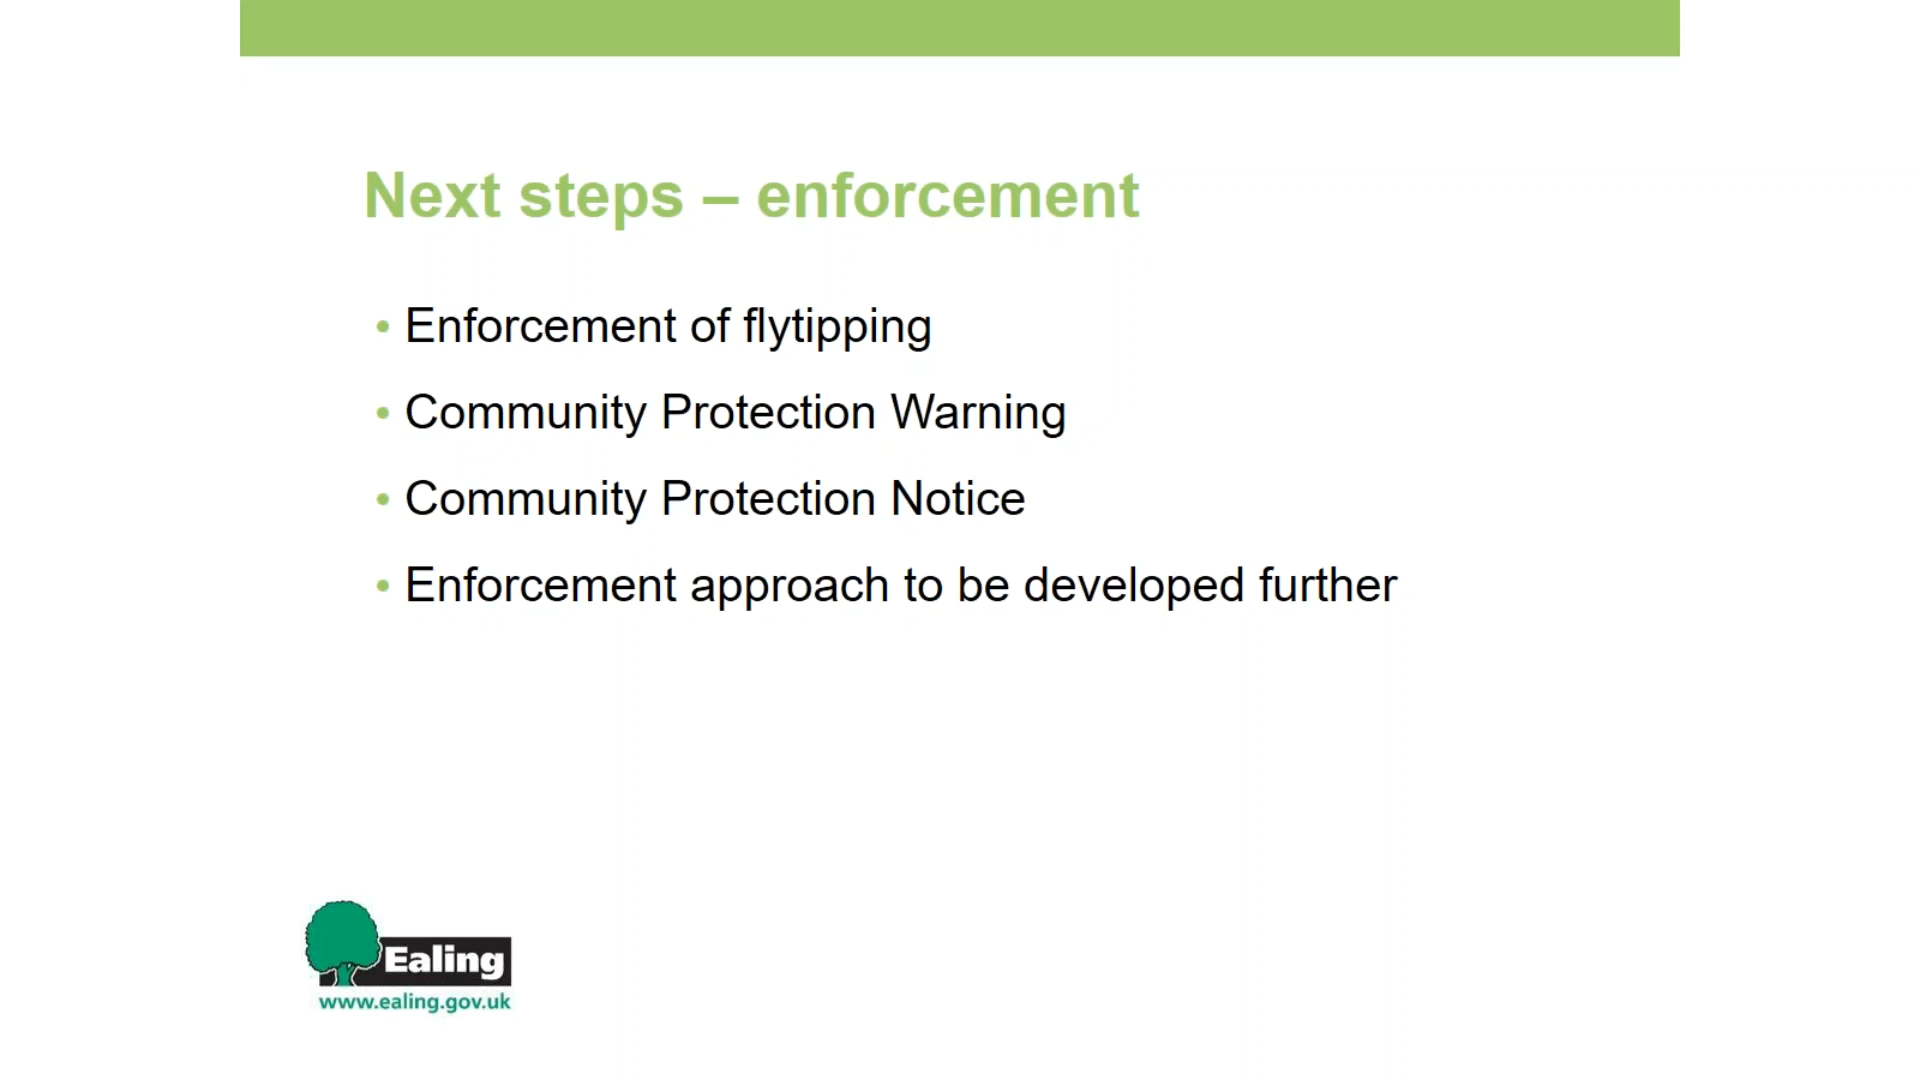 Next steps – enforcement
• Enforcement of flytipping
• Community Protection Warning
• Community Protection Notice
• Enforcement approach to be developed further
Ealing
www.ealing.gov.uk